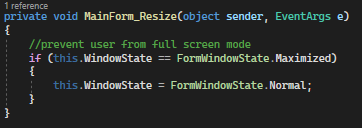 1 reference
private void MainForm_Resize(object sender, EventArgs e)
{
    //prevent user from full screen mode
    if (this.WindowState == FormWindowState.Maximized)
    {
        this.WindowState = FormWindowState.Normal;
    }
}